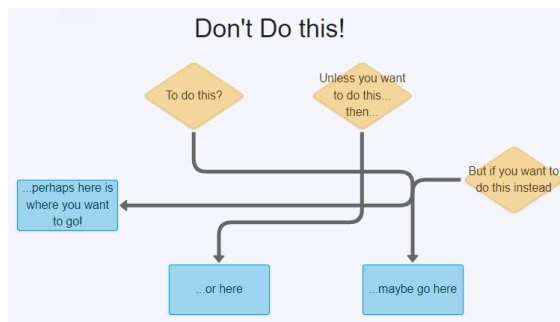 Don't Do this!
To do this?
Unless you want
to do this...
then...
But if you want to
do this instead
...perhaps here is
where you want
to go!
...or here
...maybe go here